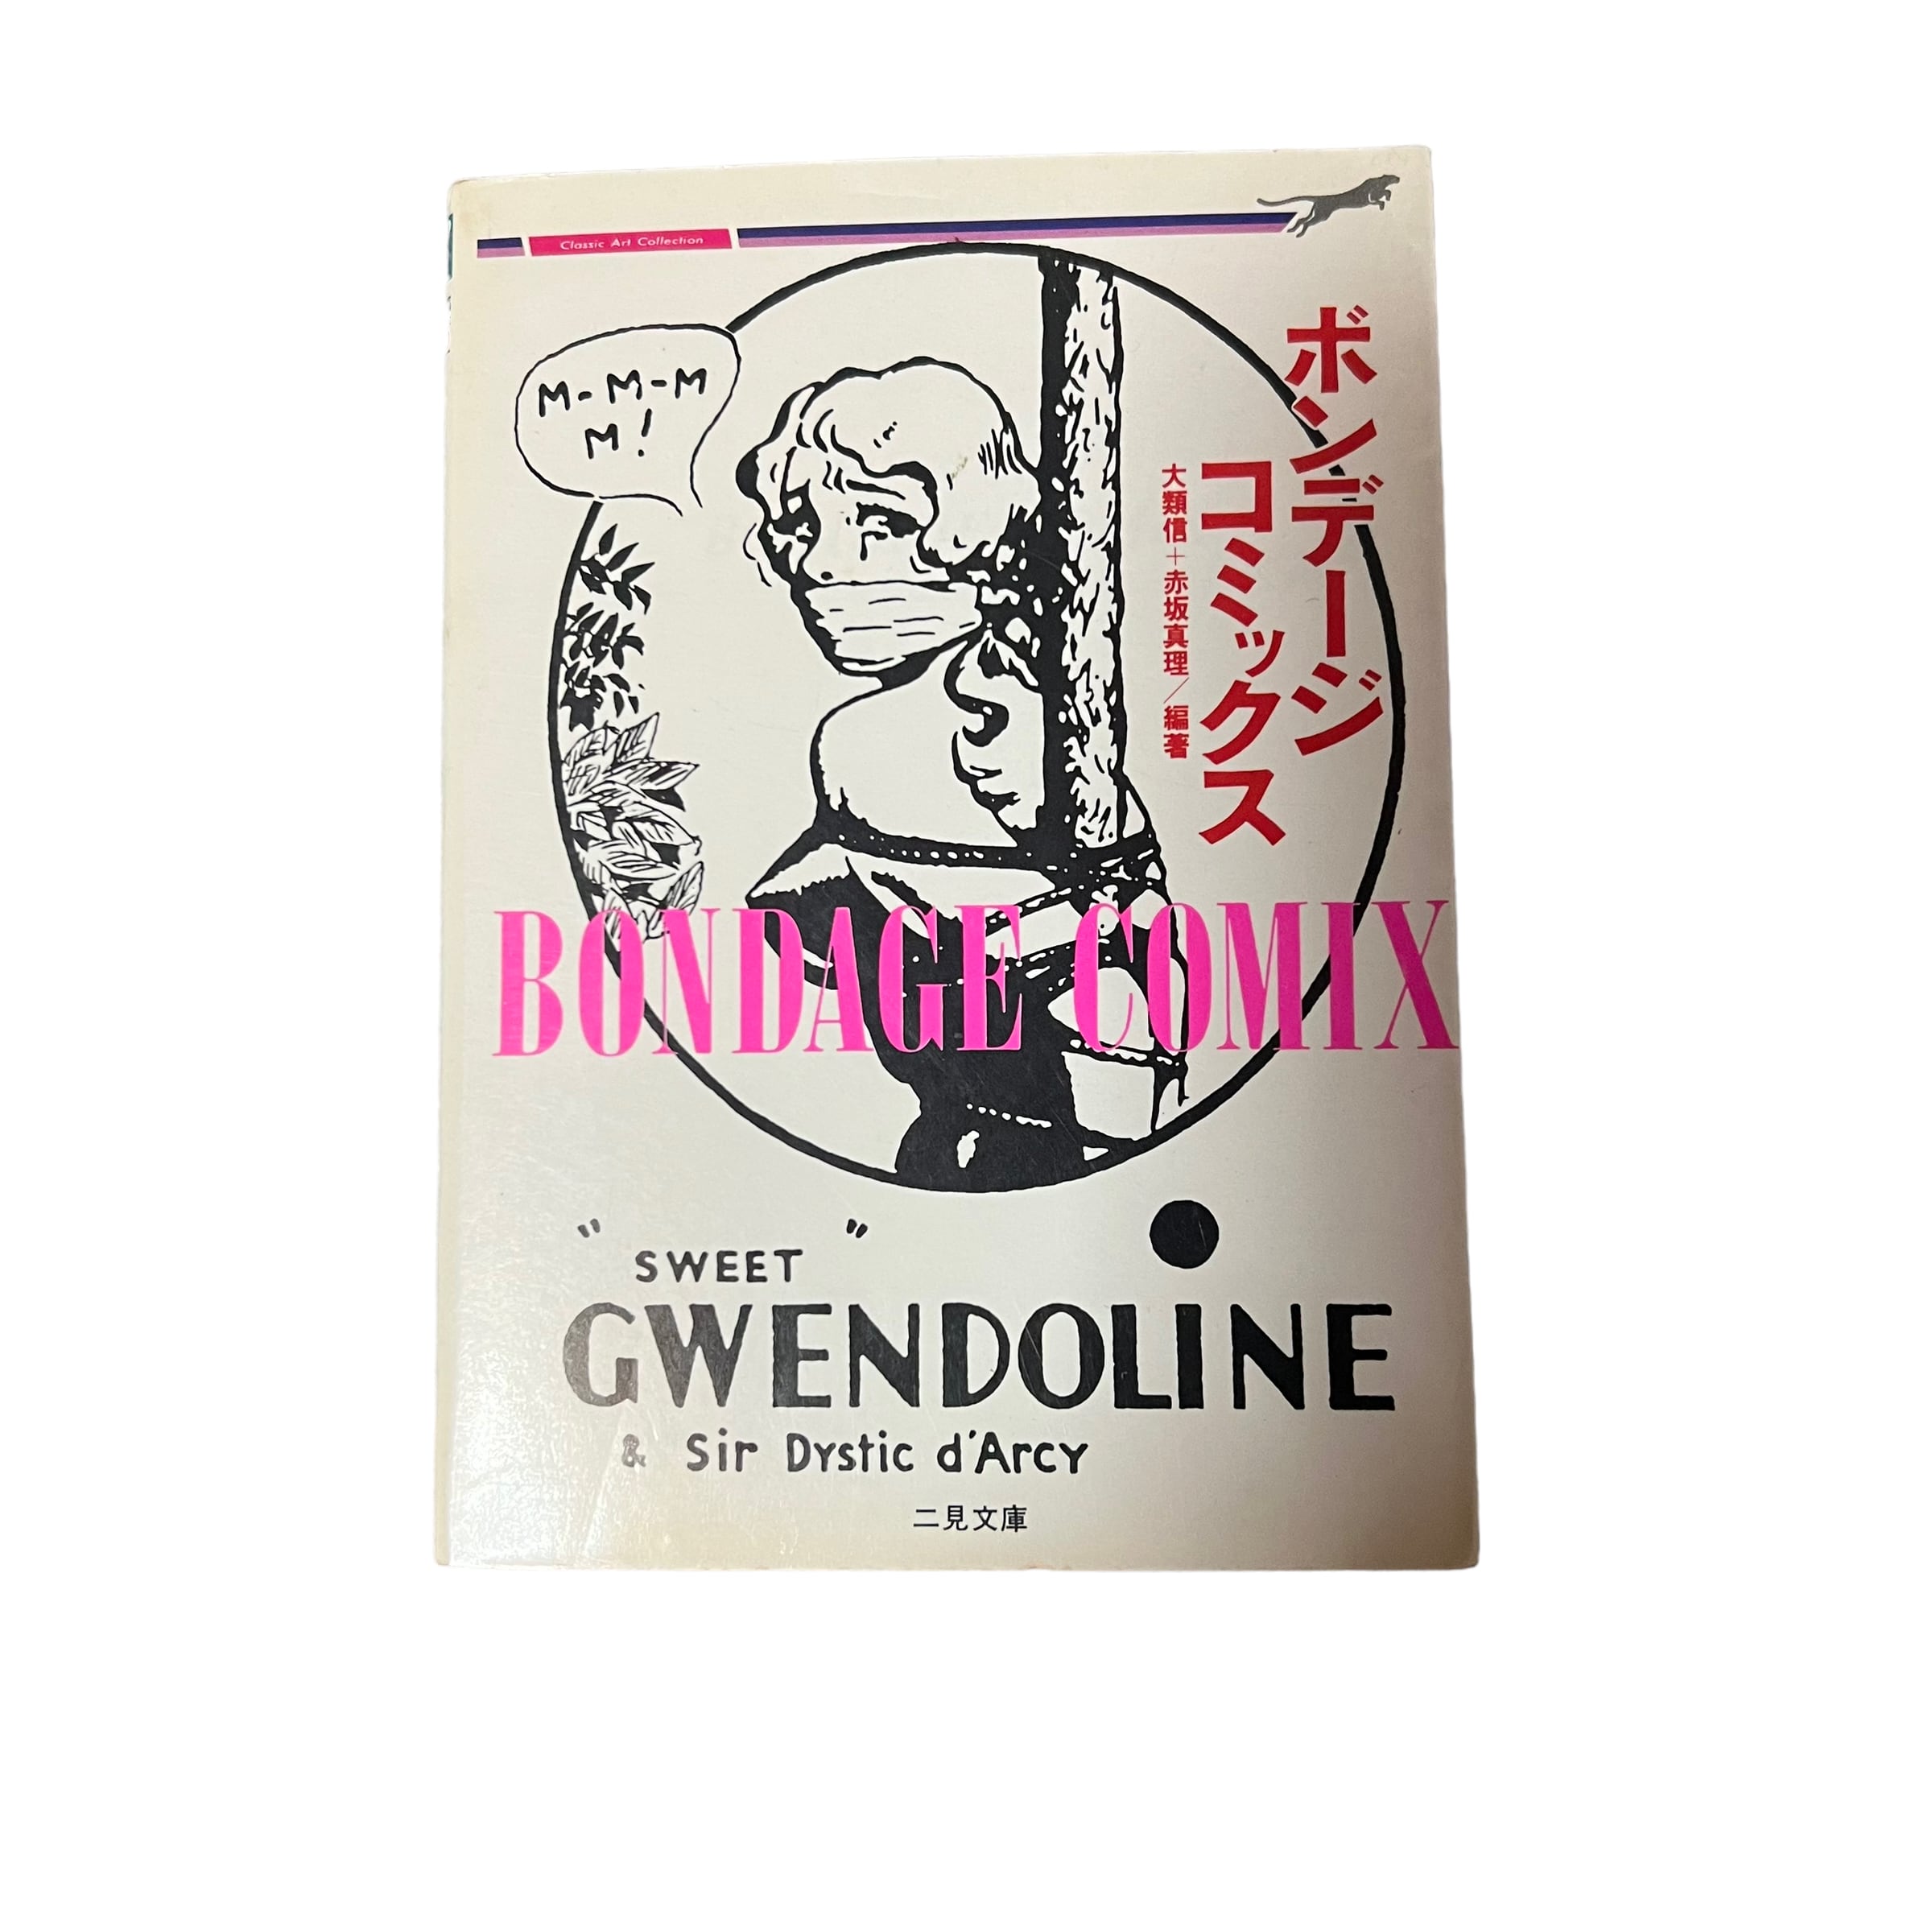 Classic Art Collection
M-M-M
M!
ボンデージ
コミックス
大類信+赤坂真理/編著
BONDAGE COMIX
"SWEET"
GWENDOLINE
& Sir Dystic d'Arcy
二見文庫